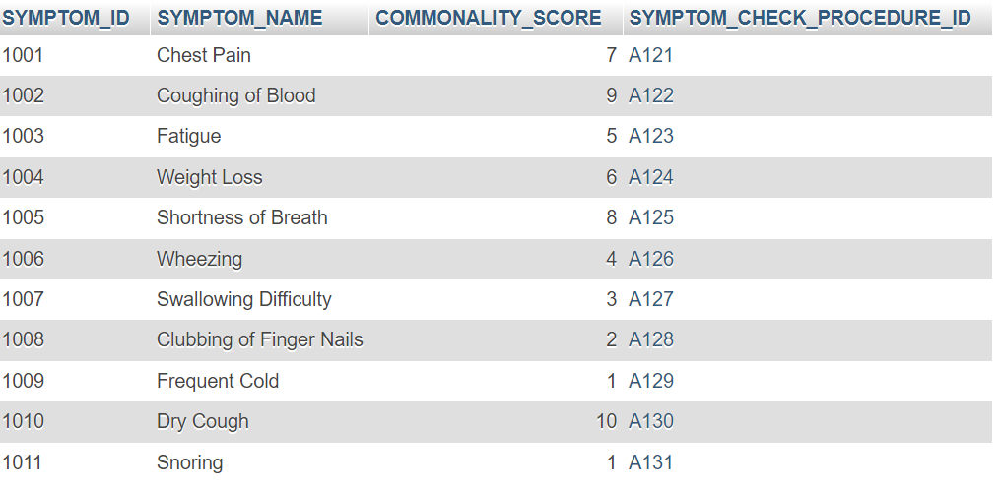 SYMPTOM_ID SYMPTOM_NAME COMMONALITY_SCORE SYMPTOM_CHECK_PROCEDURE_ID
1001 Chest Pain 7 A121
1002 Coughing of Blood 9 A122
1003 Fatigue 5 A123
1004 Weight Loss 6 A124
1005 Shortness of Breath 8 A125
1006 Wheezing 4 A126
1007 Swallowing Difficulty 3 A127
1008 Clubbing of Finger Nails 2 A128
1009 Frequent Cold 1 A129
1010 Dry Cough 10 A130
1011 Snoring 1 A131